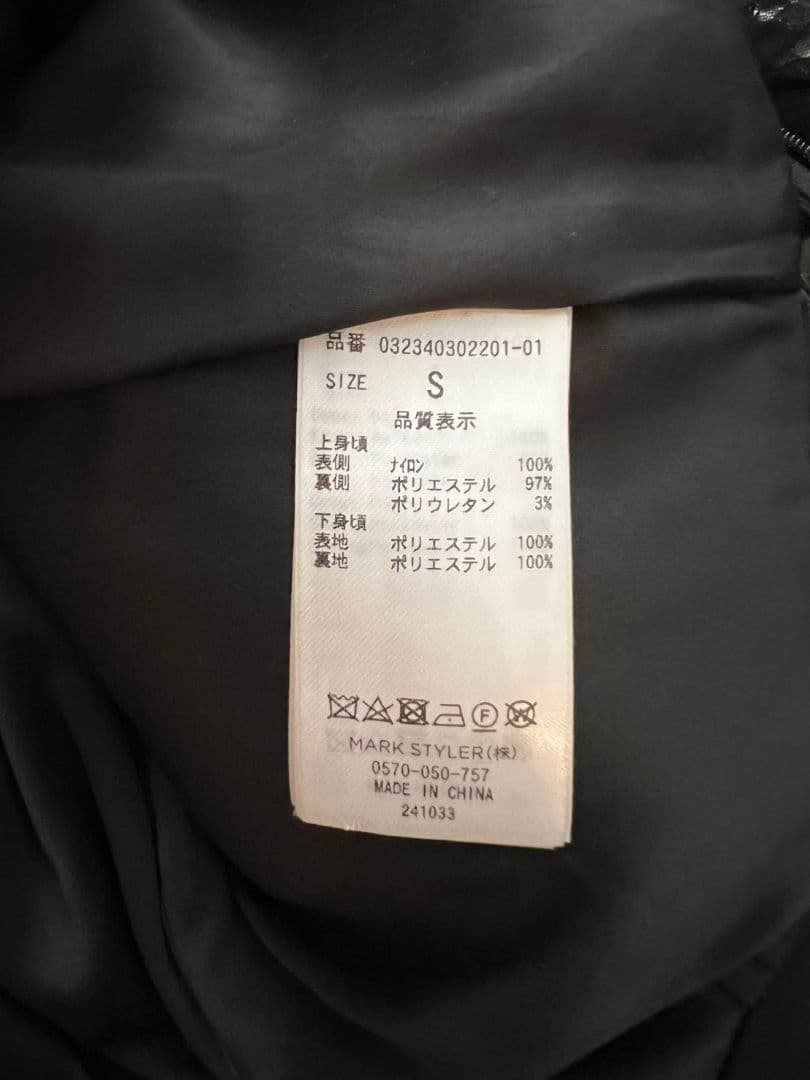 品番 032340302201-01
SIZE S
品質表示
上身頃
表側 ナイロン 100%
裏側 ポリエステル 97%
ポリウレタン 3%
下身頃
表地 ポリエステル 100%
裏地 ポリエステル 100%
F W
MARK STYLER(株)
0570-050-757
MADE IN CHINA
241033